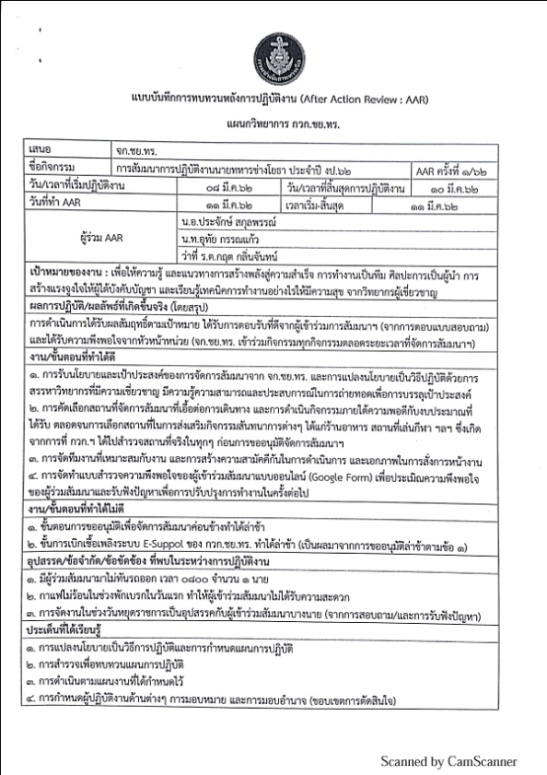 แบบบันทึกการทบทวนหลังการปฏิบัติงาน (After Action Review : AAR)
แผนกวิทยาการ กวก.ขย.ทร.
เสนอ จก.ขย.ทร.
ชื่อกิจกรรม การสัมมนาการปฏิบัติงานนายทหารช่างโยธา ประจำปี งป.๖๒ AAR ครั้งที่ ๑/๖๒
วัน/เวลาที่เริ่มปฏิบัติงาน ๐๘ มี.ค.๖๒ วัน/เวลาที่สิ้นสุดการปฏิบัติงาน ๑๐ มี.ค.๖๒
วันที่ทำ AAR ๑๑ มี.ค.๖๒ เวลาเริ่ม-สิ้นสุด ๑๑ มี.ค.๖๒
ผู้ร่วม AAR
น.อ.ประจักษ์ สกุลพรรณ์
น.ท.อุทัย กรรณแก้ว
ว่าที่ ร.ต.กฤต กลิ่นจันทน์
เป้าหมายของงาน : เพื่อให้ความรู้ และแนวทางการสร้างพลังสู่ความสำเร็จ การทำงานเป็นทีม ศิลปะการเป็นผู้นำ การ
สร้างแรงจูงใจให้ผู้ใต้บังคับบัญชา และเรียนรู้เทคนิคการทำงานอย่างไรให้มีความสุข จากวิทยากรผู้เชี่ยวชาญ
ผลการปฏิบัติ/ผลลัพธ์ที่เกิดขึ้นจริง (โดยสรุป)
การดำเนินการได้รับผลสัมฤทธิ์ตามเป้าหมาย ได้รับการตอบรับที่ดีจากผู้เข้าร่วมการสัมมนาฯ (จากการตอบแบบสอบถาม)
และได้รับความพึงพอใจจากหัวหน้าหน่วย (จก.ขย.ทร. เข้าร่วมกิจกรรมทุกกิจกรรมตลอดระยะเวลาที่จัดการสัมมนาฯ)
งาน/ขั้นตอนที่ทำได้ดี
๑. การรับนโยบายและเป้าประสงค์ของการจัดการสัมมนาจาก จก.ขย.ทร. และการแปลงนโยบายเป็นวิธีปฏิบัติด้วยการ
สรรหาวิทยากรที่มีความเชี่ยวชาญ มีความรู้ความสามารถและประสบการณ์ในการถ่ายทอดเพื่อการบรรลุเป้าประสงค์
๒. การคัดเลือกสถานที่จัดการสัมมนาที่เอื้อต่อการเดินทาง และการดำเนินกิจกรรมภายใต้ความพอดีกับงบประมาณที่
ได้รับ ตลอดจนการเลือกสถานที่ในการส่งเสริมกิจกรรมสันทนาการต่างๆ ได้แก่ร้านอาหาร สถานที่เล่นกีฬา ฯลฯ ซึ่งเกิด
จากการที่ กวก.ฯ ได้ไปสำรวจสถานที่จริงในทุกๆ ก่อนการขออนุมัติจัดการสัมมนาฯ
๓. การจัดทีมงานที่เหมาะสมกับงาน และการสร้างความสามัคคีกันในการดำเนินการ และเอกภาพในการสั่งการหน้างาน
๔. การจัดทำแบบสำรวจความพึงพอใจของผู้เข้าร่วมสัมมนาแบบออนไลน์ (Google Form) เพื่อประเมินความพึงพอใจ
ของผู้ร่วมสัมมนาและรับฟังปัญหาเพื่อการปรับปรุงการทำงานในครั้งต่อไป
งาน/ขั้นตอนที่ทำได้ไม่ดี
๑. ขั้นตอนการขออนุมัติเพื่อจัดการสัมมนาค่อนข้างทำได้ล่าช้า
๒. ขั้นการเบิกเชื้อเพลิงระบบ E-Suppol ของ กวก.ขย.ทร. ทำได้ล่าช้า (เป็นผลมาจากการขออนุมัติล่าช้าตามข้อ ๑)
อุปสรรค/ข้อจำกัด/ข้อขัดข้อง ที่พบในระหว่างการปฏิบัติงาน
๑. มีผู้ร่วมสัมมนามาไม่ทันรถออก เวลา ๐๘๐๐ จำนวน ๑ นาย
๒. กาแฟไม่ร้อนในช่วงพักเบรกในวันแรก ทำให้ผู้เข้าร่วมสัมมนาไม่ได้รับความสะดวก
๓. การจัดงานในช่วงวันหยุดราชการเป็นอุปสรรคกับผู้เข้าร่วมสัมมนาบางนาย (จากการสอบถาม/และการรับฟังปัญหา)
ประเด็นที่ได้เรียนรู้
๑. การแปลงนโยบายเป็นวิธีการปฏิบัติและการกำหนดแผนการปฏิบัติ
๒. การสำรวจเพื่อทบทวนแผนการปฏิบัติ
๓. การดำเนินตามแผนงานที่ได้กำหนดไว้
๔. การกำหนดผู้ปฏิบัติงานด้านต่างๆ การมอบหมาย และการมอบอำนาจ (ขอบเขตการตัดสินใจ)
Scanned by CamScanner